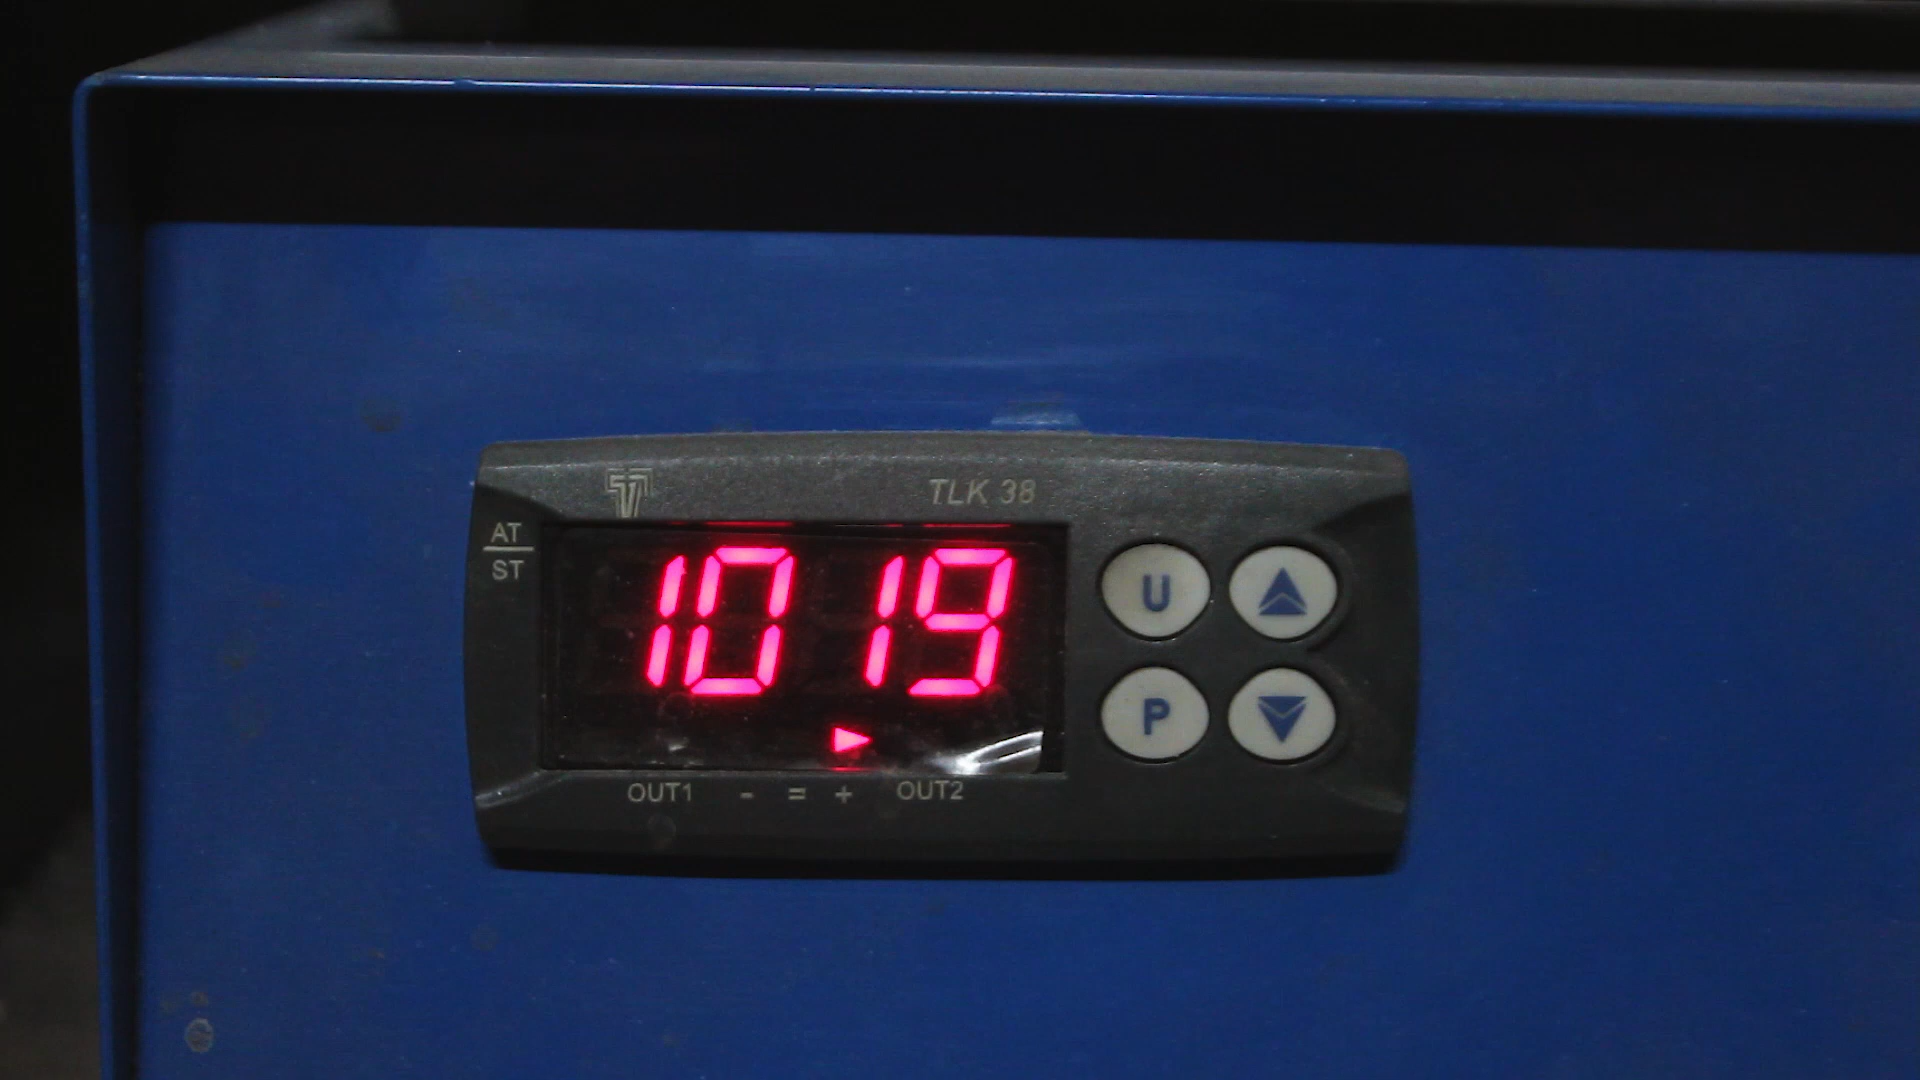 TLK 38
AT
ST
1019
U
P
OUT1 - = + OUT2